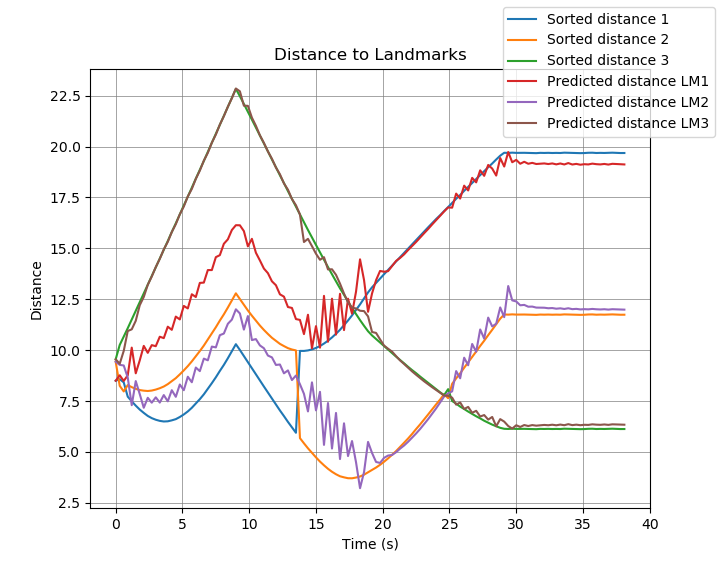 Distance to Landmarks
Sorted distance 1
Sorted distance 2
Sorted distance 3
Predicted distance LM1
Predicted distance LM2
Predicted distance LM3
Distance
22.5
20.0
17.5
15.0
12.5
10.0
7.5
5.0
2.5
0
5
10
15
20
25
30
35
40
Time (s)